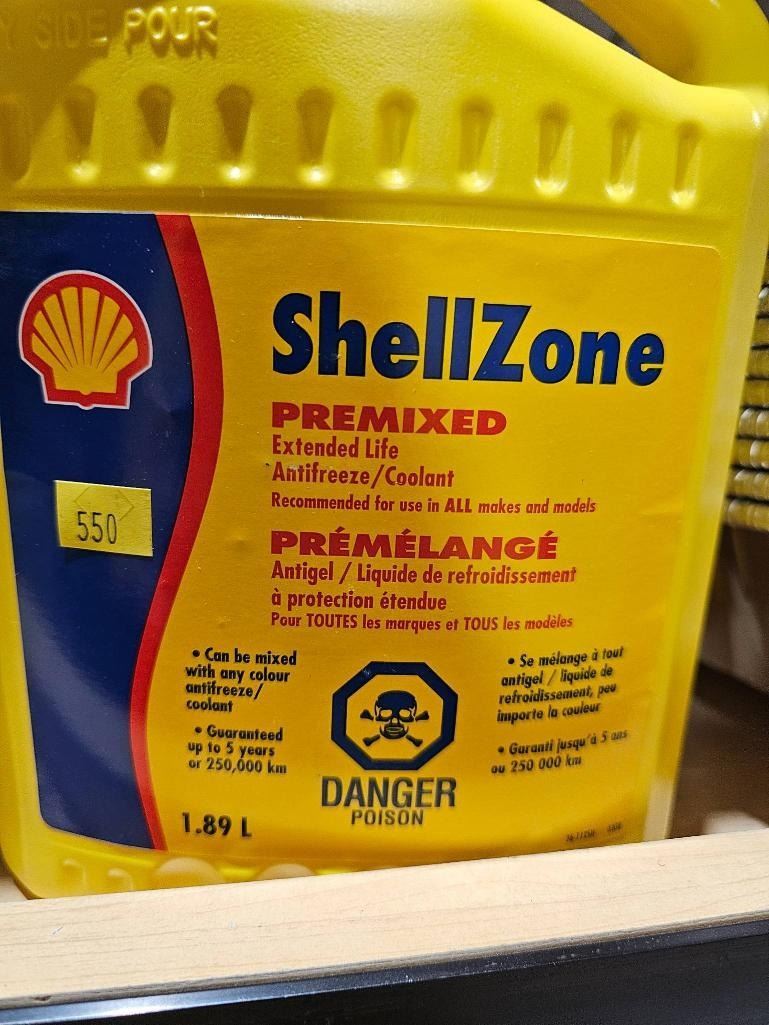 SIDE POUR
ShellZone
PREMIXED
Extended Life
Antifreeze/Coolant
Recommended for use in ALL makes and models
550
PRÉMÉLANGÉ
Antigel / Liquide de refroidissement
à protection étendue
Pour TOUTES les marques et TOUS les modèles
• Can be mixed
with any colour
antifreeze/
coolant
• Guaranteed
up to 5 years
or 250,000 km
• Se mélange à tout
antigel / liquide de
refroidissement, peu
importe la couleur
• Garanti jusqu'à 5 ans
ou 250 000 km
DANGER
POISON
1.89 L